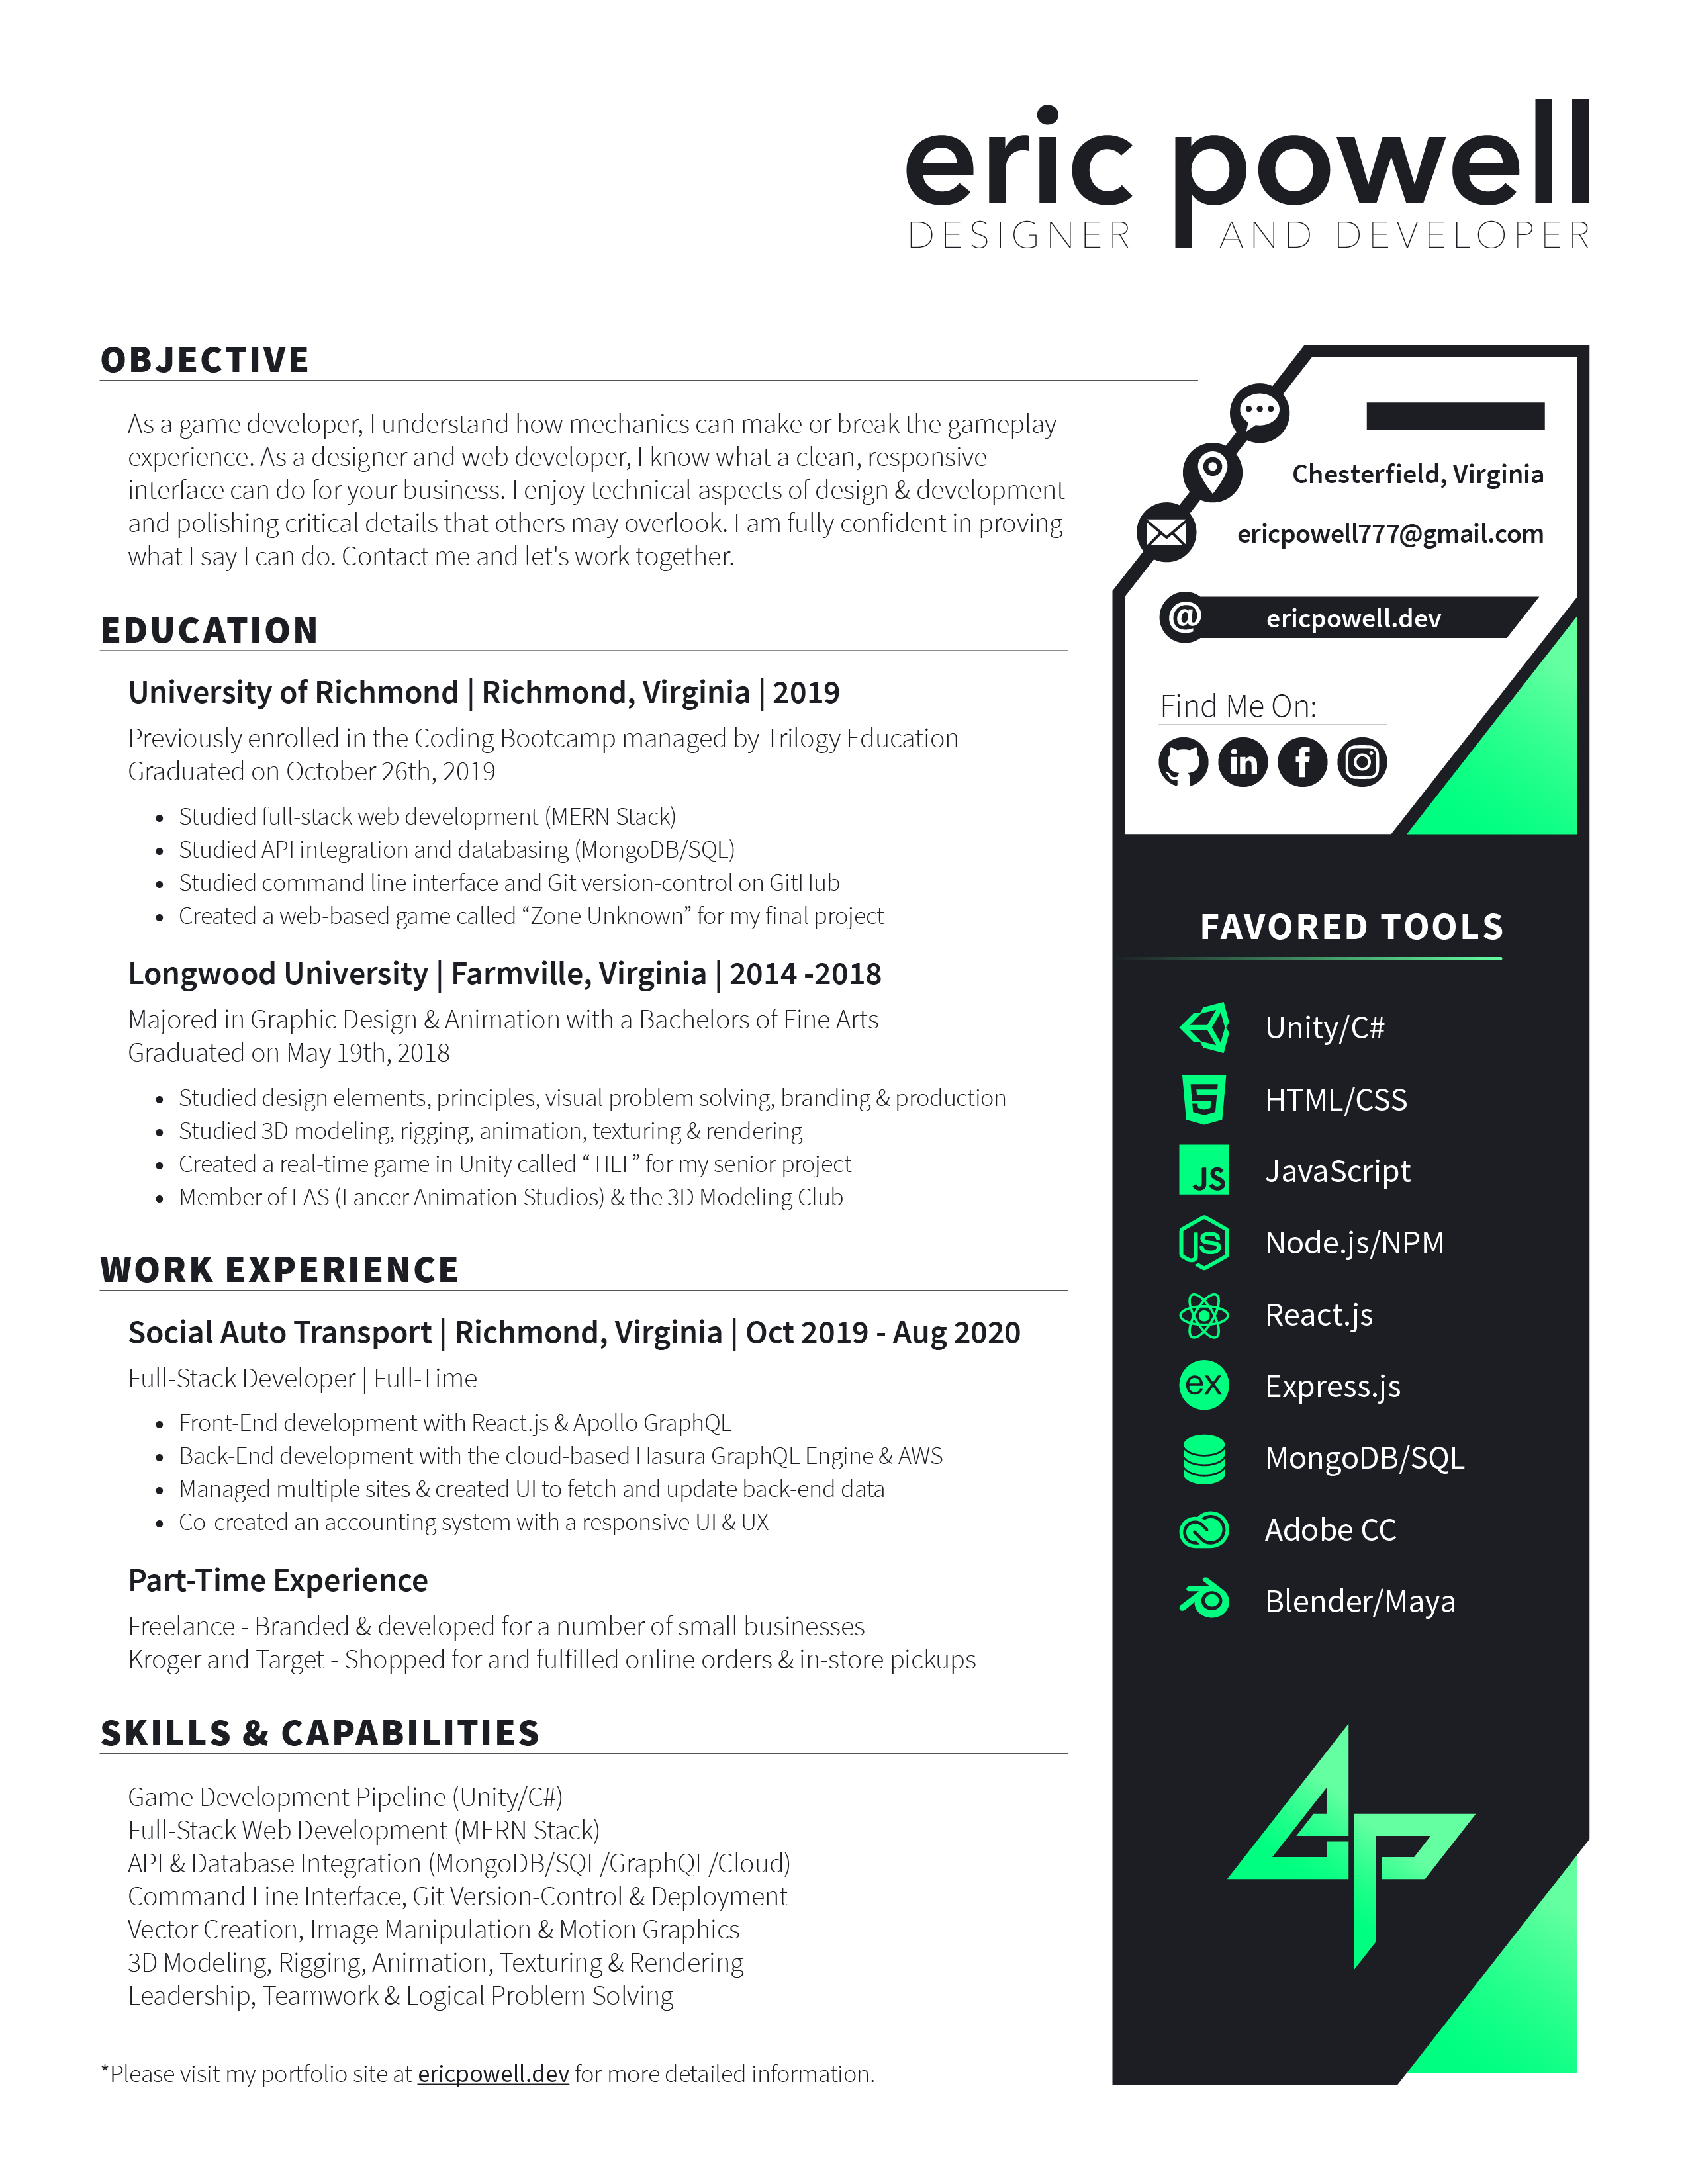 eric powell
DESIGNER AND DEVELOPER
OBJECTIVE
As a game developer, I understand how mechanics can make or break the gameplay
experience. As a designer and web developer, I know what a clean, responsive
interface can do for your business. I enjoy technical aspects of design & development
and polishing critical details that others may overlook. I am fully confident in proving
what I say I can do. Contact me and let's work together.
EDUCATION
University of Richmond | Richmond, Virginia | 2019
Previously enrolled in the Coding Bootcamp managed by Trilogy Education
Graduated on October 26th, 2019
• Studied full-stack web development (MERN Stack)
• Studied API integration and databasing (MongoDB/SQL)
• Studied command line interface and Git version-control on GitHub
• Created a web-based game called “Zone Unknown” for my final project
Longwood University | Farmville, Virginia | 2014 -2018
Majored in Graphic Design & Animation with a Bachelors of Fine Arts
Graduated on May 19th, 2018
• Studied design elements, principles, visual problem solving, branding & production
• Studied 3D modeling, rigging, animation, texturing & rendering
• Created a real-time game in Unity called “TILT” for my senior project
• Member of LAS (Lancer Animation Studios) & the 3D Modeling Club
WORK EXPERIENCE
Social Auto Transport | Richmond, Virginia | Oct 2019 - Aug 2020
Full-Stack Developer | Full-Time
• Front-End development with React.js & Apollo GraphQL
• Back-End development with the cloud-based Hasura GraphQL Engine & AWS
• Managed multiple sites & created UI to fetch and update back-end data
• Co-created an accounting system with a responsive UI & UX
Part-Time Experience
Freelance - Branded & developed for a number of small businesses
Kroger and Target - Shopped for and fulfilled online orders & in-store pickups
SKILLS & CAPABILITIES
Game Development Pipeline (Unity/C#)
Full-Stack Web Development (MERN Stack)
API & Database Integration (MongoDB/SQL/GraphQL/Cloud)
Command Line Interface, Git Version-Control & Deployment
Vector Creation, Image Manipulation & Motion Graphics
3D Modeling, Rigging, Animation, Texturing & Rendering
Leadership, Teamwork & Logical Problem Solving
*Please visit my portfolio site at ericpowell.dev for more detailed information.
Chesterfield, Virginia
ericpowell777@gmail.com
@ ericpowell.dev
Find Me On:
in f
FAVORED TOOLS
Unity/C#
5 HTML/CSS
JS JavaScript
JS Node.js/NPM
React.js
ex Express.js
MongoDB/SQL
Adobe CC
Blender/Maya
eP